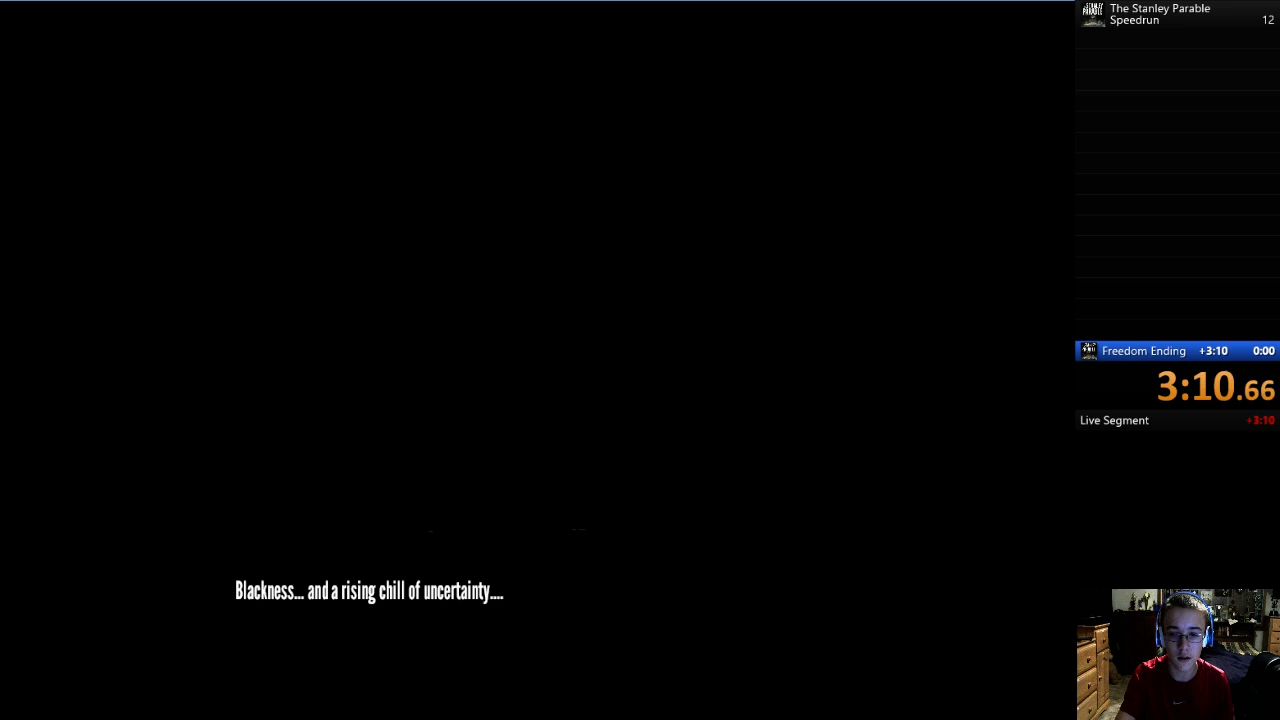 The Stanley Parable
Speedrun 12
Freedom Ending +3:10 0:00
3:10.66
Live Segment +3:10
Blackness... and a rising chill of uncertainty....